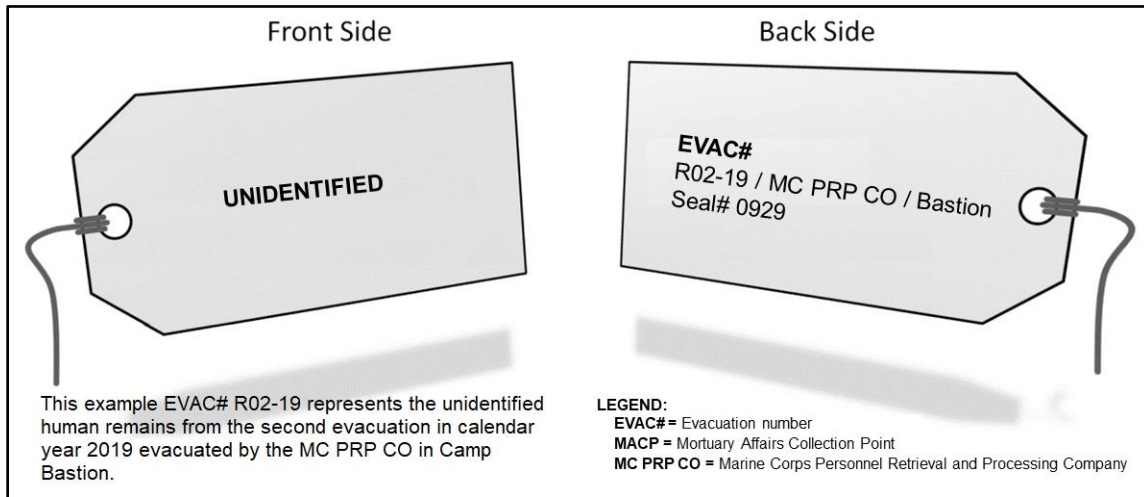 Front Side
Back Side
UNIDENTIFIED
EVAC#
R02-19 / MC PRP CO / Bastion
Seal# 0929
This example EVAC# R02-19 represents the unidentified
human remains from the second evacuation in calendar
year 2019 evacuated by the MC PRP CO in Camp
Bastion.
LEGEND:
EVAC# = Evacuation number
MACP = Mortuary Affairs Collection Point
MC PRP CO = Marine Corps Personnel Retrieval and Processing Company